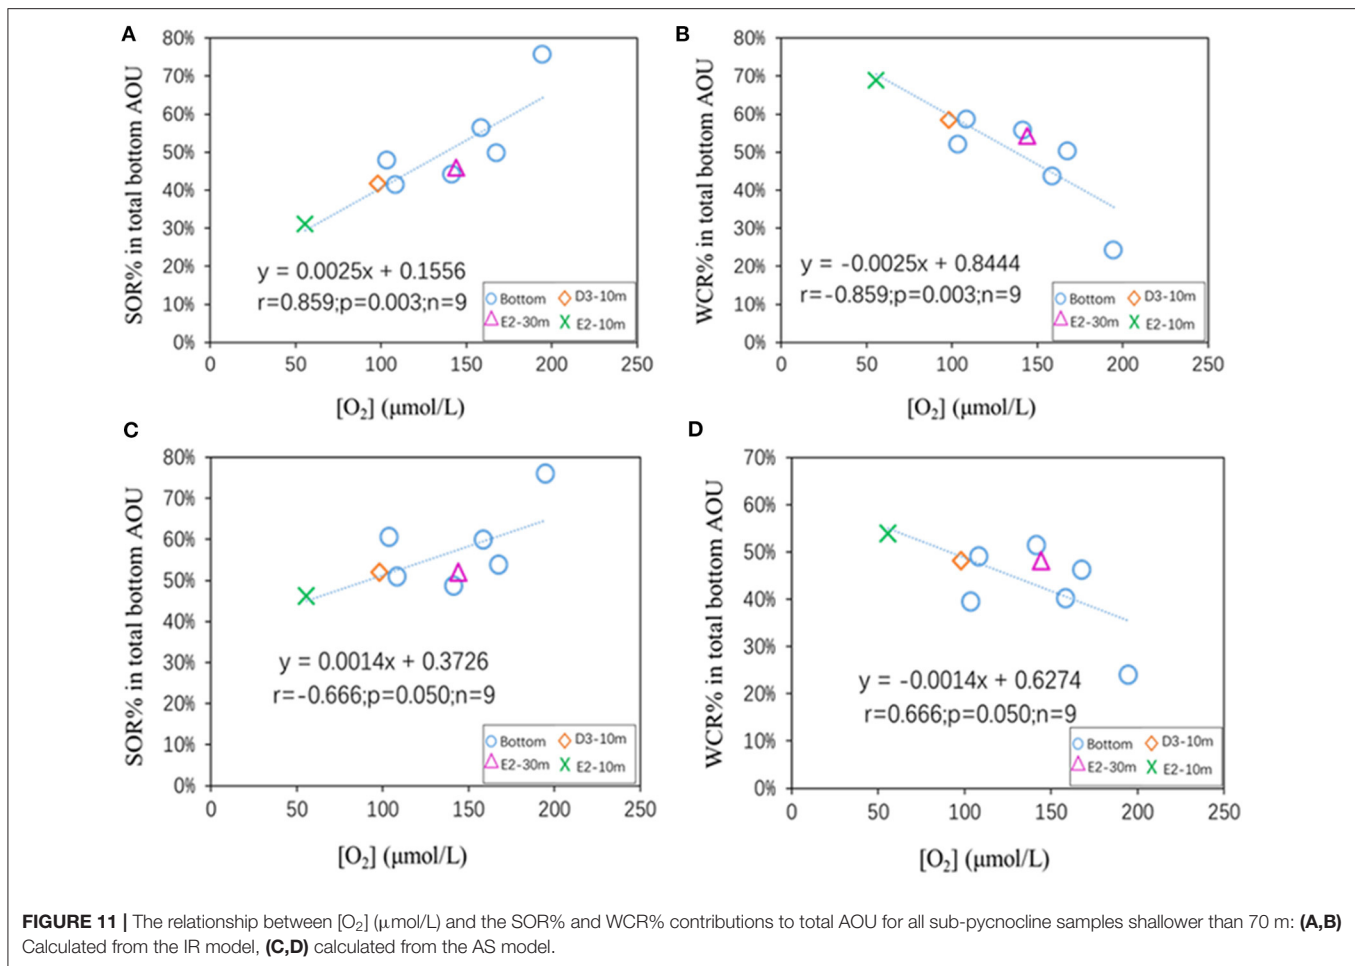 A
80%
70%
60%
50%
40%
30%
20%
10%
0%
SOR% in total bottom AOU
y = 0.0025x + 0.1556
r=0.859;p=0.003;n=9
Bottom D3-10m
E2-30m E2-10m
0 50 100 150 200 250
[O₂] (μmol/L)
B
80%
70%
60%
50%
40%
30%
20%
10%
0%
WCR% in total bottom AOU
y = -0.0025x + 0.8444
r=-0.859;p=0.003;n=9
Bottom D3-10m
E2-30m E2-10m
0 50 100 150 200 250
[O₂] (μmol/L)
C
80%
70%
60%
50%
40%
30%
20%
10%
0%
SOR% in total bottom AOU
y = 0.0014x + 0.3726
r=-0.666;p=0.050;n=9
Bottom D3-10m
E2-30m E2-10m
0 50 100 150 200 250
[O₂] (μmol/L)
D
70%
60%
50%
40%
30%
20%
10%
0%
WCR% in total bottom AOU
y = -0.0014x + 0.6274
r=0.666;p=0.050;n=9
Bottom D3-10m
E2-30m E2-10m
0 50 100 150 200 250
[O₂] (μmol/L)
FIGURE 11 | The relationship between [O₂] (μmol/L) and the SOR% and WCR% contributions to total AOU for all sub-pycnocline samples shallower than 70 m: (A,B)
Calculated from the IR model, (C,D) calculated from the AS model.